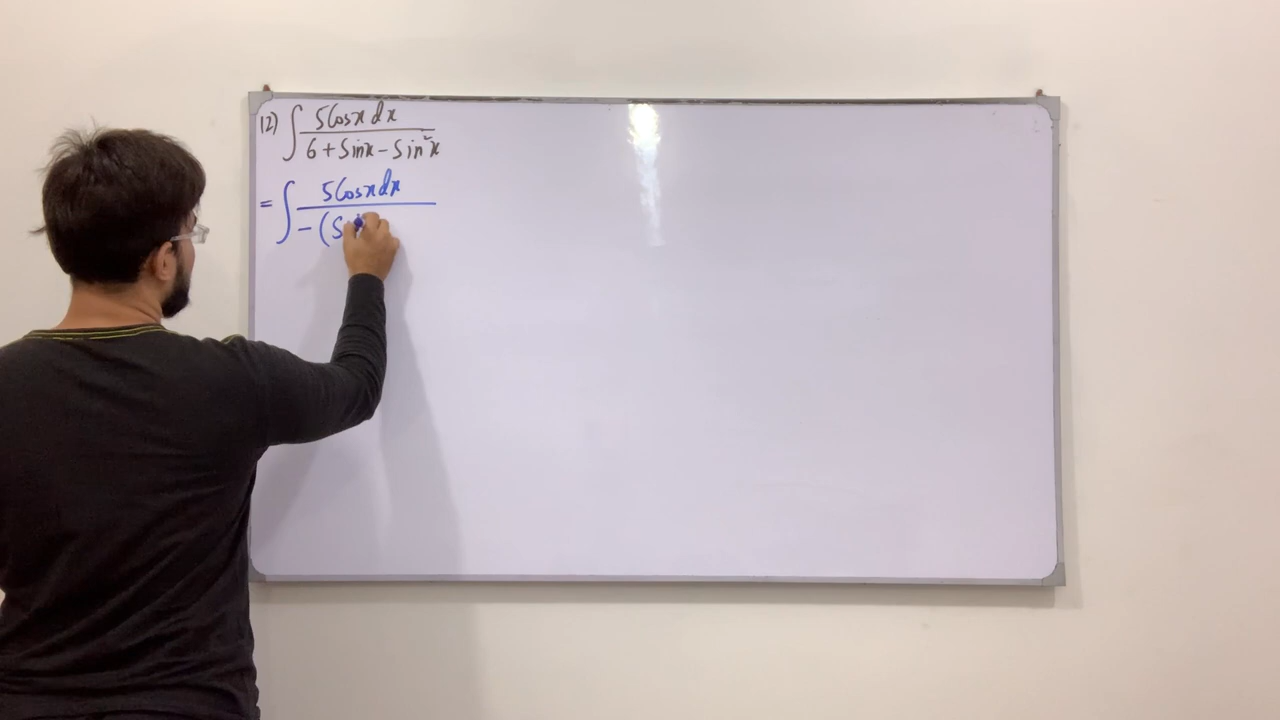 12) ∫ 5Cosx dx / 6 + Sinx - Sin²x
= ∫ 5Cosx dx / - (S